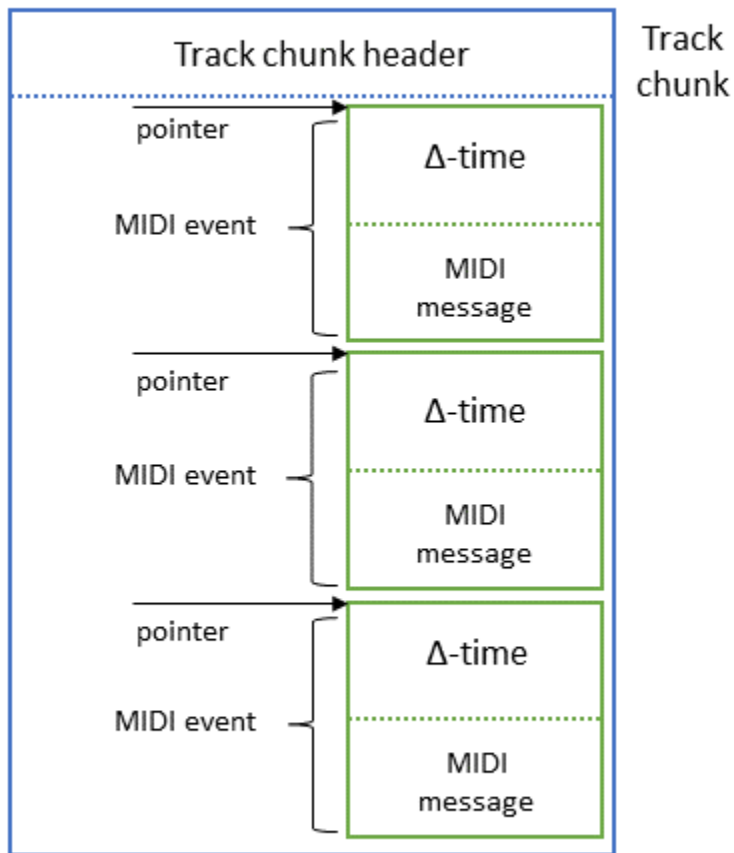 Track chunk header
Track
chunk
pointer
Δ-time
MIDI event
MIDI
message
pointer
Δ-time
MIDI event
MIDI
message
pointer
Δ-time
MIDI event
MIDI
message